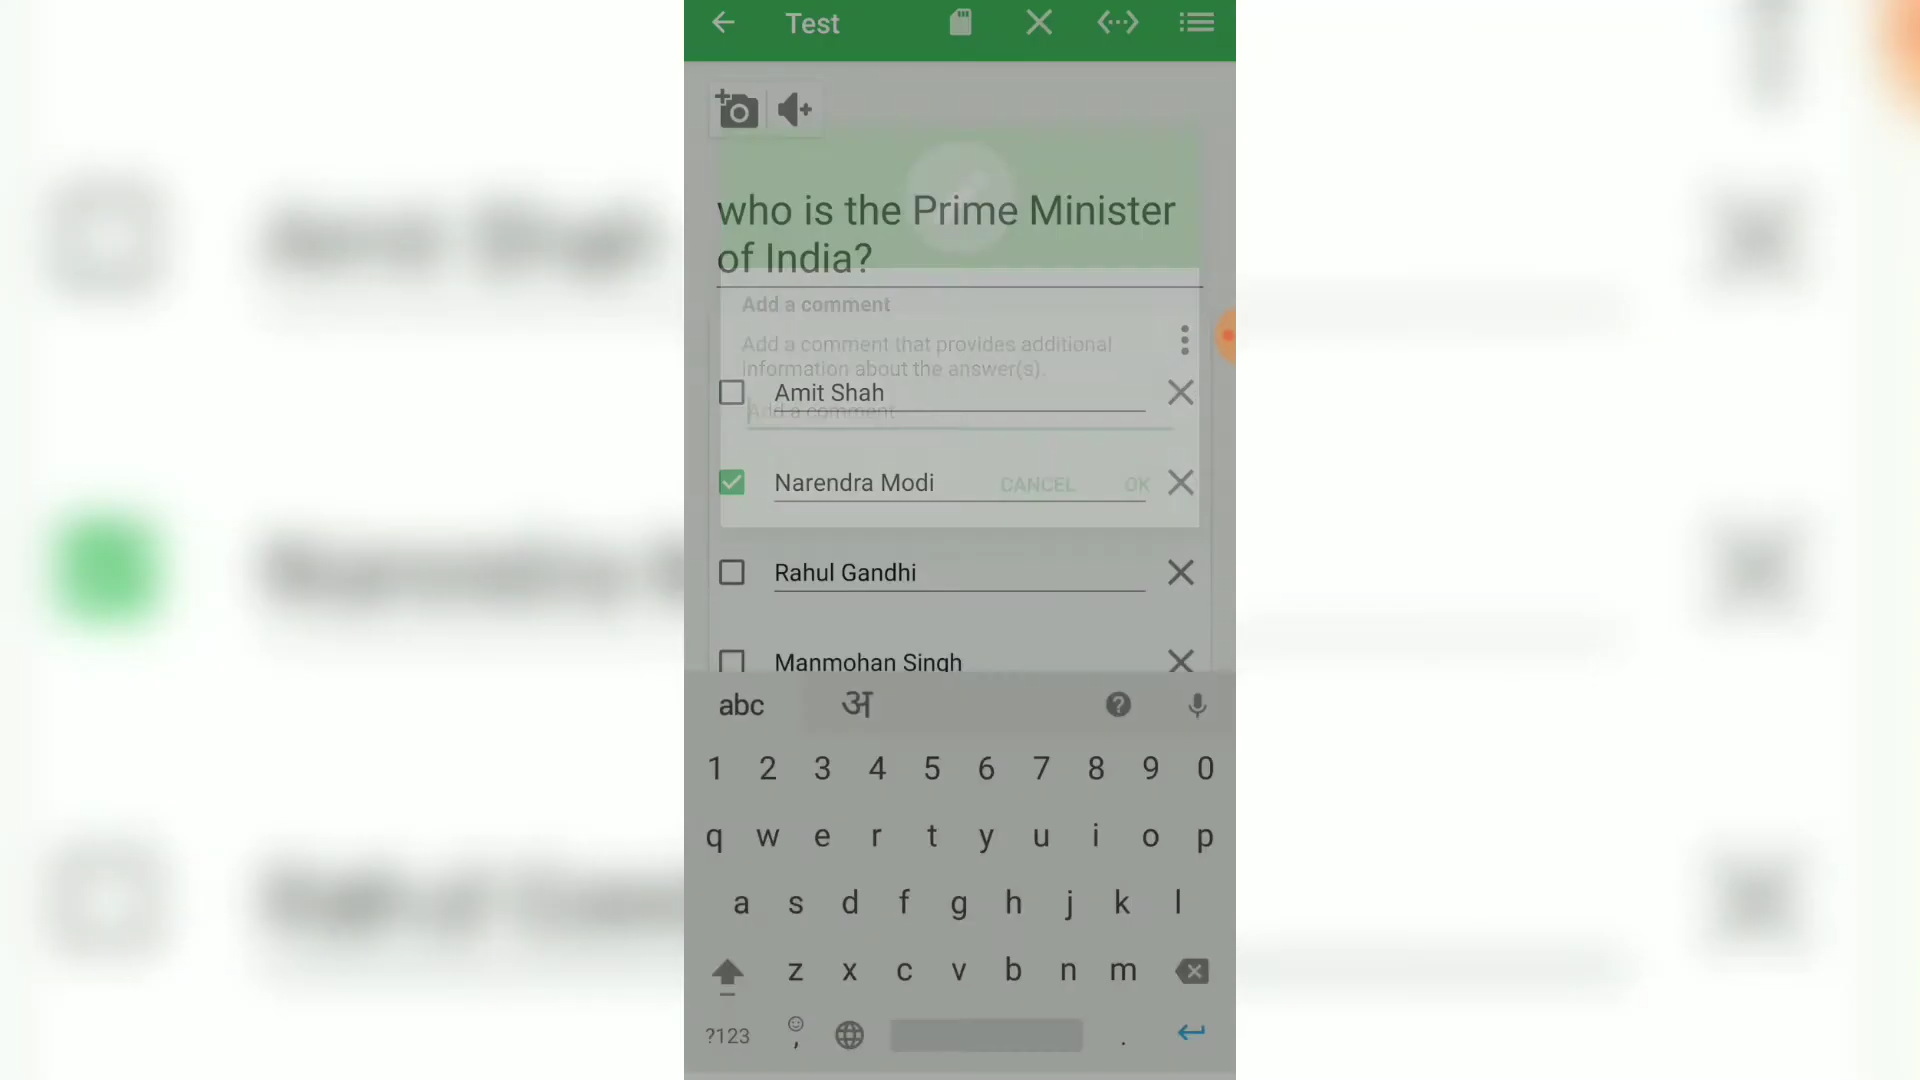 Test
who is the Prime Minister
of India?
Add a comment
Add a comment that provides additional
information about the answer(s).
Amit Shah
Add a comment
Narendra Modi
CANCEL OK
Rahul Gandhi
Manmohan Singh
abc अ
1 2 3 4 5 6 7 8 9 0
q w e r t y u i o p
a s d f g h j k l
z x c v b n m
?123 , .